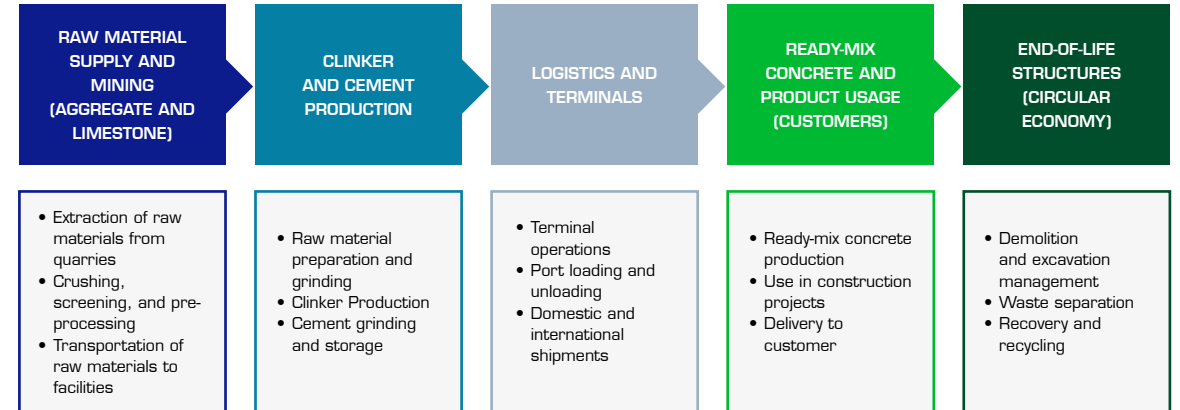 RAW MATERIAL
SUPPLY AND
MINING
(AGGREGATE AND
LIMESTONE)
CLINKER
AND CEMENT
PRODUCTION
LOGISTICS AND
TERMINALS
READY-MIX
CONCRETE AND
PRODUCT USAGE
(CUSTOMERS)
END-OF-LIFE
STRUCTURES
(CIRCULAR
ECONOMY)
• Extraction of raw
materials from
quarries
• Crushing,
screening, and pre-
processing
• Transportation of
raw materials to
facilities
• Raw material
preparation and
grinding
• Clinker Production
• Cement grinding
and storage
• Terminal
operations
• Port loading and
unloading
• Domestic and
international
shipments
• Ready-mix concrete
production
• Use in construction
projects
• Delivery to
customer
• Demolition
and excavation
management
• Waste separation
• Recovery and
recycling